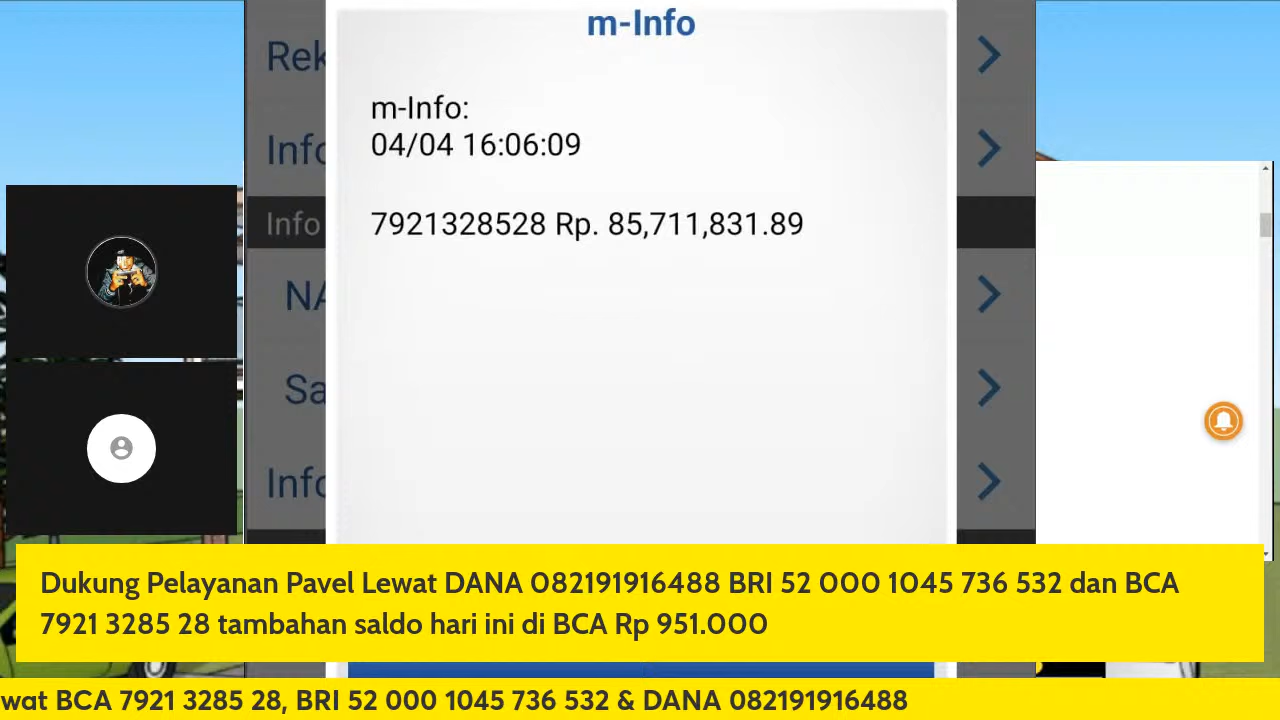 m-Info
Rek
m-Info:
04/04 16:06:09
Info
7921328528 Rp. 85,711,831.89
Info
NA
Sa
Info
Dukung Pelayanan Pavel Lewat DANA 082191916488 BRI 52 000 1045 736 532 dan BCA
7921 3285 28 tambahan saldo hari ini di BCA Rp 951.000
wat BCA 7921 3285 28, BRI 52 000 1045 736 532 & DANA 082191916488